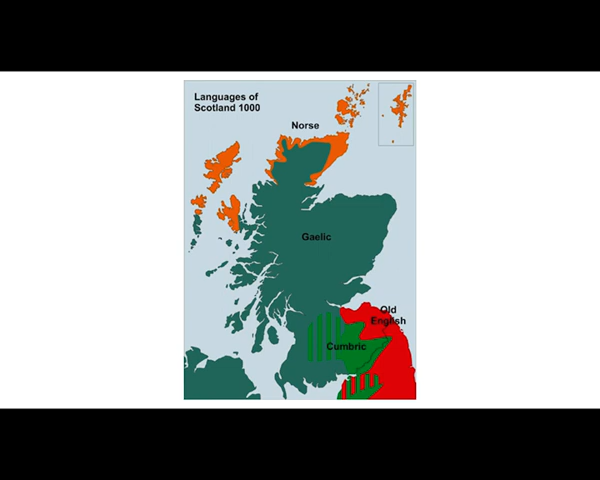 Languages of
Scotland 1000
Norse
Gaelic
Old
English
Cumbric